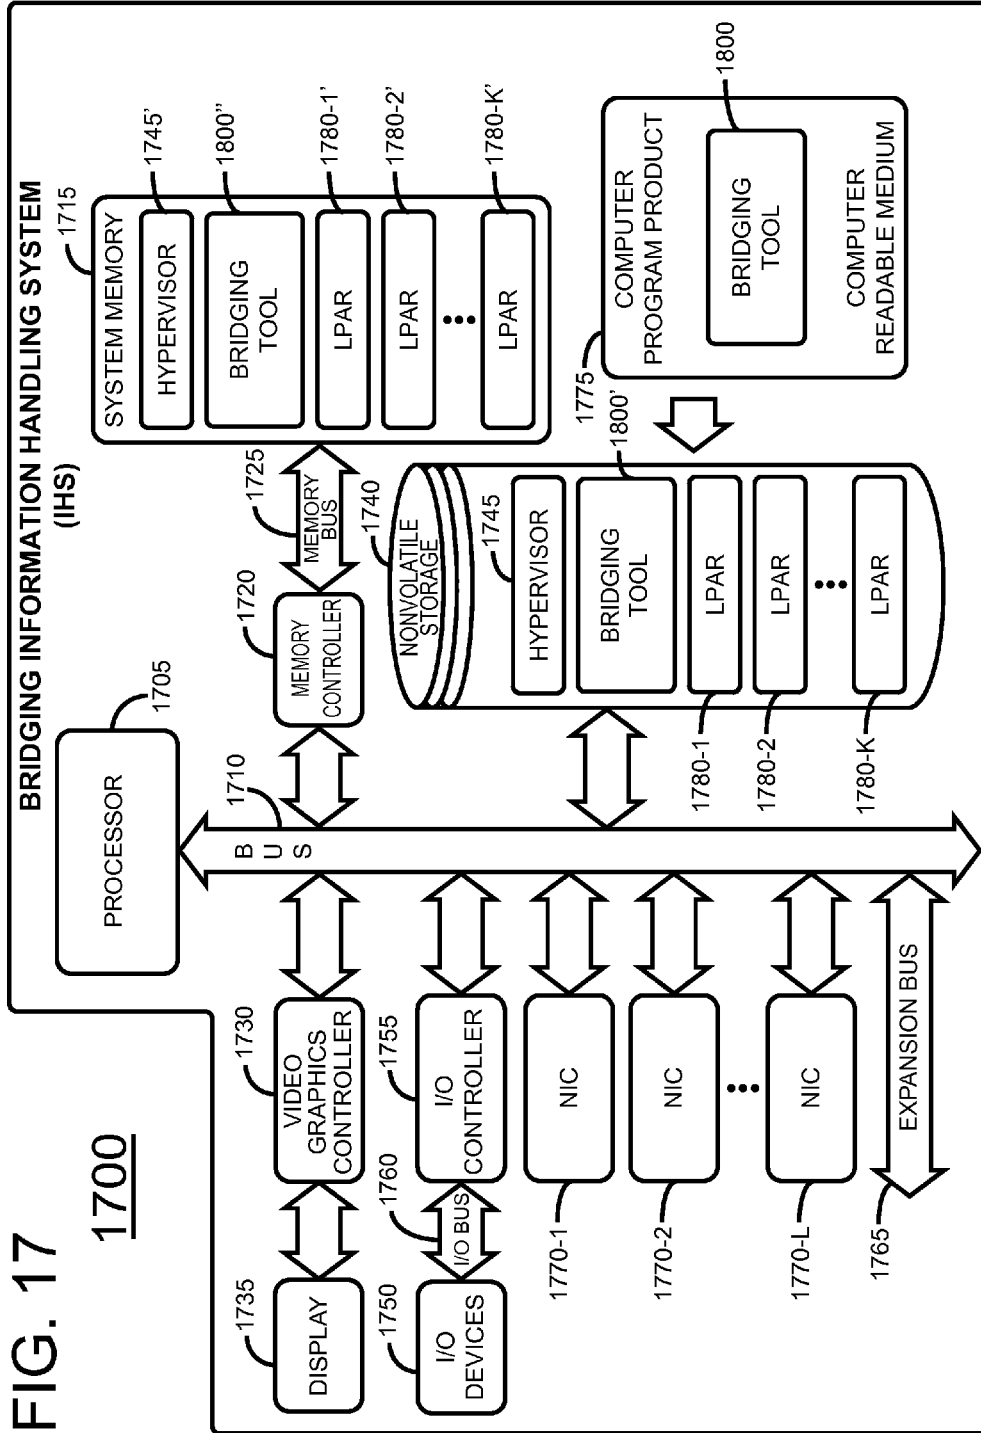 FIG. 17
1700
BRIDGING INFORMATION HANDLING SYSTEM
(IHS)
PROCESSOR
1705
1710
B
U
S
1735
DISPLAY
1730
VIDEO
GRAPHICS
CONTROLLER
1720
MEMORY
CONTROLLER
1725
MEMORY
BUS
1715
SYSTEM MEMORY
HYPERVISOR
1745'
BRIDGING
TOOL
1800''
LPAR
1780-1'
LPAR
1780-2'
LPAR
1780-K'
1750
I/O
DEVICES
1760
I/O BUS
1755
I/O
CONTROLLER
1740
NONVOLATILE
STORAGE
1745
HYPERVISOR
BRIDGING
TOOL
1800'
LPAR
1780-1
LPAR
1780-2
LPAR
1780-K
1775
COMPUTER
PROGRAM PRODUCT
BRIDGING
TOOL
1800
COMPUTER
READABLE MEDIUM
NIC
1770-1
NIC
1770-2
NIC
1770-L
EXPANSION BUS
1765